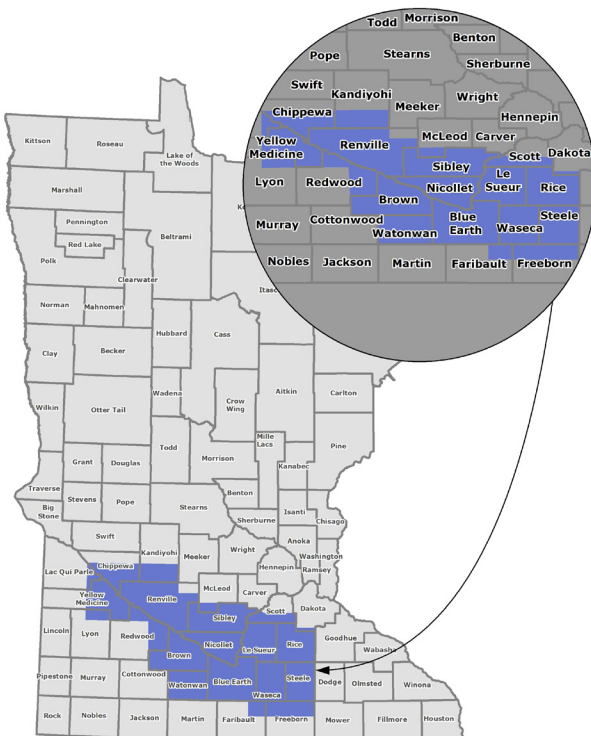 Todd
Morrison
Benton
Pope
Stearns
Sherburne
Swift
Kandiyohi
Wright
Meeker
Hennepin
Chippewa
McLeod
Carver
Yellow
Medicine
Renville
Scott
Dakota
Sibley
Le
Sueur
Lyon
Redwood
Nicollet
Rice
Brown
Murray
Cottonwood
Watonwan
Blue
Earth
Waseca
Steele
Nobles
Jackson
Martin
Faribault
Freeborn
Kittson
Roseau
Lake of
the Woods
Marshall
Pennington
Red Lake
Beltrami
Polk
Clearwater
Itasc
Norman
Mahnomen
Hubbard
Cass
Clay
Becker
Wadena
Aitkin
Carlton
Wilkin
Otter Tail
Crow
Wing
Todd
Mille
Lacs
Pine
Morrison
Grant
Douglas
Kanabec
Traverse
Stevens
Pope
Benton
Big
Stone
Stearns
Isanti
Sherburne
Chisago
Swift
Anoka
Kandiyohi
Wright
Meeker
Washington
Hennepin
Ramsey
Lac Qui Parle
Chippewa
McLeod
Carver
Yellow
Medicine
Renville
Scott
Dakota
Sibley
Lincoln
Lyon
Redwood
Nicollet
Le Sueur
Rice
Goodhue
Wabasha
Brown
Pipestone
Murray
Cottonwood
Watonwan
Blue Earth
Waseca
Steele
Dodge
Olmsted
Winona
Rock
Nobles
Jackson
Martin
Faribault
Freeborn
Mower
Fillmore
Houston